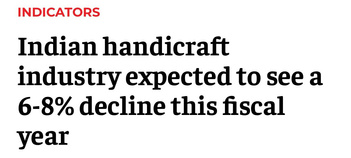 INDICATORS
Indian handicraft
industry expected to see a
6-8% decline this fiscal
year